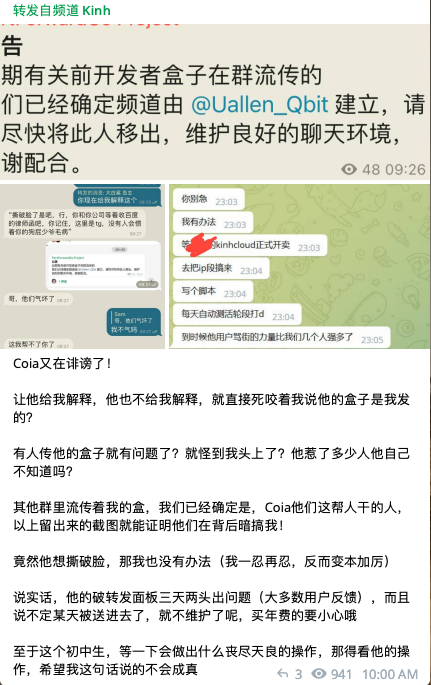 转发自频道 Kinh
告
期有关前开发者盒子在群流传的
们已经确定频道由 @Uallen_Qbit 建立，请
尽快将此人移出，维护良好的聊天环境，
谢配合。
48 09:26
你现在给我解释这个
“撕破脸了是吧，行，你和你公司等着收百度
的律师函吧，你记住，这里是tg，没有人会惯
着你的狗屁少爷毛病”
哥，他们气坏了
Sam
哥，他们气坏了
我不气吗
这我帮不了你了
你别急 23:03
我有办法 23:03
kinhcloud正式开卖 23:03
去把ip段搞来 23:04
写个脚本 23:04
每天自动测活轮段打d 23:04
到时候他用户骂街的力量比我们几个人强多了 23:05
Coia又在诽谤了！
让他给我解释，他也不给我解释，就直接死咬着我说他的盒子是我发
的？
有人传他的盒子就有问题了？就怪到我头上了？他惹了多少人他自己
不知道吗？
其他群里流传着我的盒，我们已经确定是，Coia他们这帮人干的人，
以上留出来的截图就能证明他们在背后暗搞我！
竟然他想撕破脸，那我也没有办法（我一忍再忍，反而变本加厉）
说实话，他的破转发面板三天两头出问题（大多数用户反馈），而且
说不定某天被送进去了，就不维护了呢，买年费的要小心哦
至于这个初中生，等一下会做出什么丧尽天良的操作，那得看他的操
作，希望我这句话说的不会成真
3 941 10:00 AM